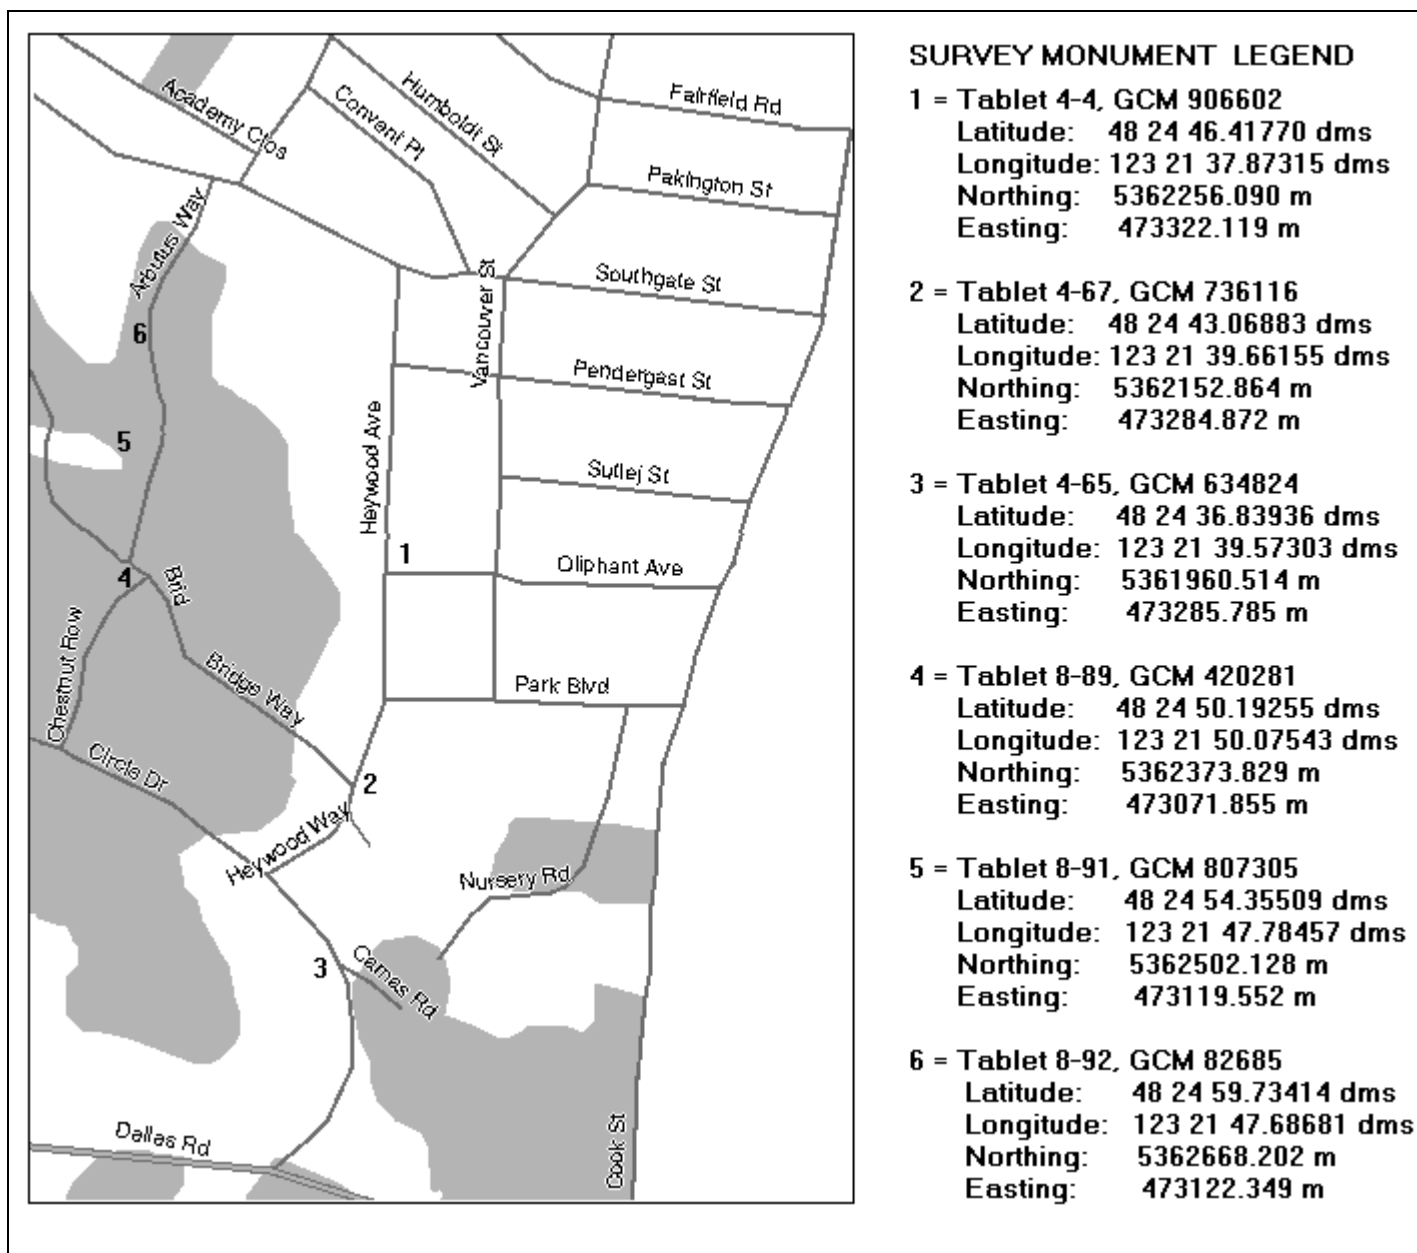 Academy Clos
Convent Pl
Humboldt St
Fairfield Rd
Pakington St
Arbutus Way
Southgate St
Vancouver St
6
Pendergast St
5
Heywood Ave
Sutlej St
1
Oliphant Ave
4
Brid
Chestnut Row
Bridge Way
Park Blvd
Circle Dr
2
Heywood Way
Nursery Rd
3
Camas Rd
Dallas Rd
Cook St
SURVEY MONUMENT LEGEND
1 = Tablet 4-4, GCM 906602
Latitude: 48 24 46.41770 dms
Longitude: 123 21 37.87315 dms
Northing: 5362256.090 m
Easting: 473322.119 m
2 = Tablet 4-67, GCM 736116
Latitude: 48 24 43.06883 dms
Longitude: 123 21 39.66155 dms
Northing: 5362152.864 m
Easting: 473284.872 m
3 = Tablet 4-65, GCM 634824
Latitude: 48 24 36.83936 dms
Longitude: 123 21 39.57303 dms
Northing: 5361960.514 m
Easting: 473285.785 m
4 = Tablet 8-89, GCM 420281
Latitude: 48 24 50.19255 dms
Longitude: 123 21 50.07543 dms
Northing: 5362373.829 m
Easting: 473071.855 m
5 = Tablet 8-91, GCM 807305
Latitude: 48 24 54.35509 dms
Longitude: 123 21 47.78457 dms
Northing: 5362502.128 m
Easting: 473119.552 m
6 = Tablet 8-92, GCM 82685
Latitude: 48 24 59.73414 dms
Longitude: 123 21 47.68681 dms
Northing: 5362668.202 m
Easting: 473122.349 m